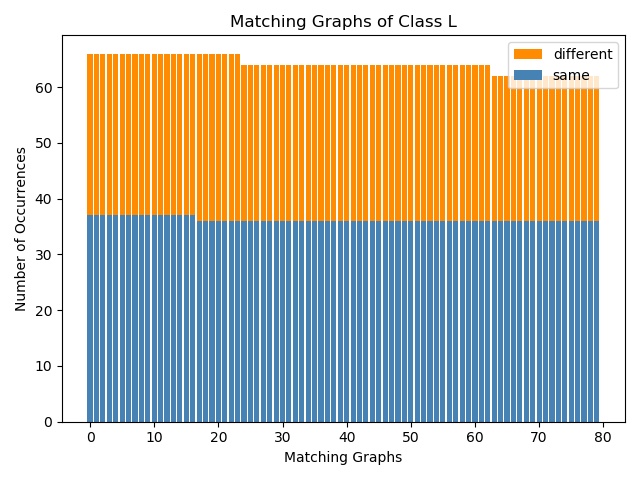 Matching Graphs of Class L
different
same
Number of Occurrences
60
50
40
30
20
10
0
0 10 20 30 40 50 60 70 80
Matching Graphs